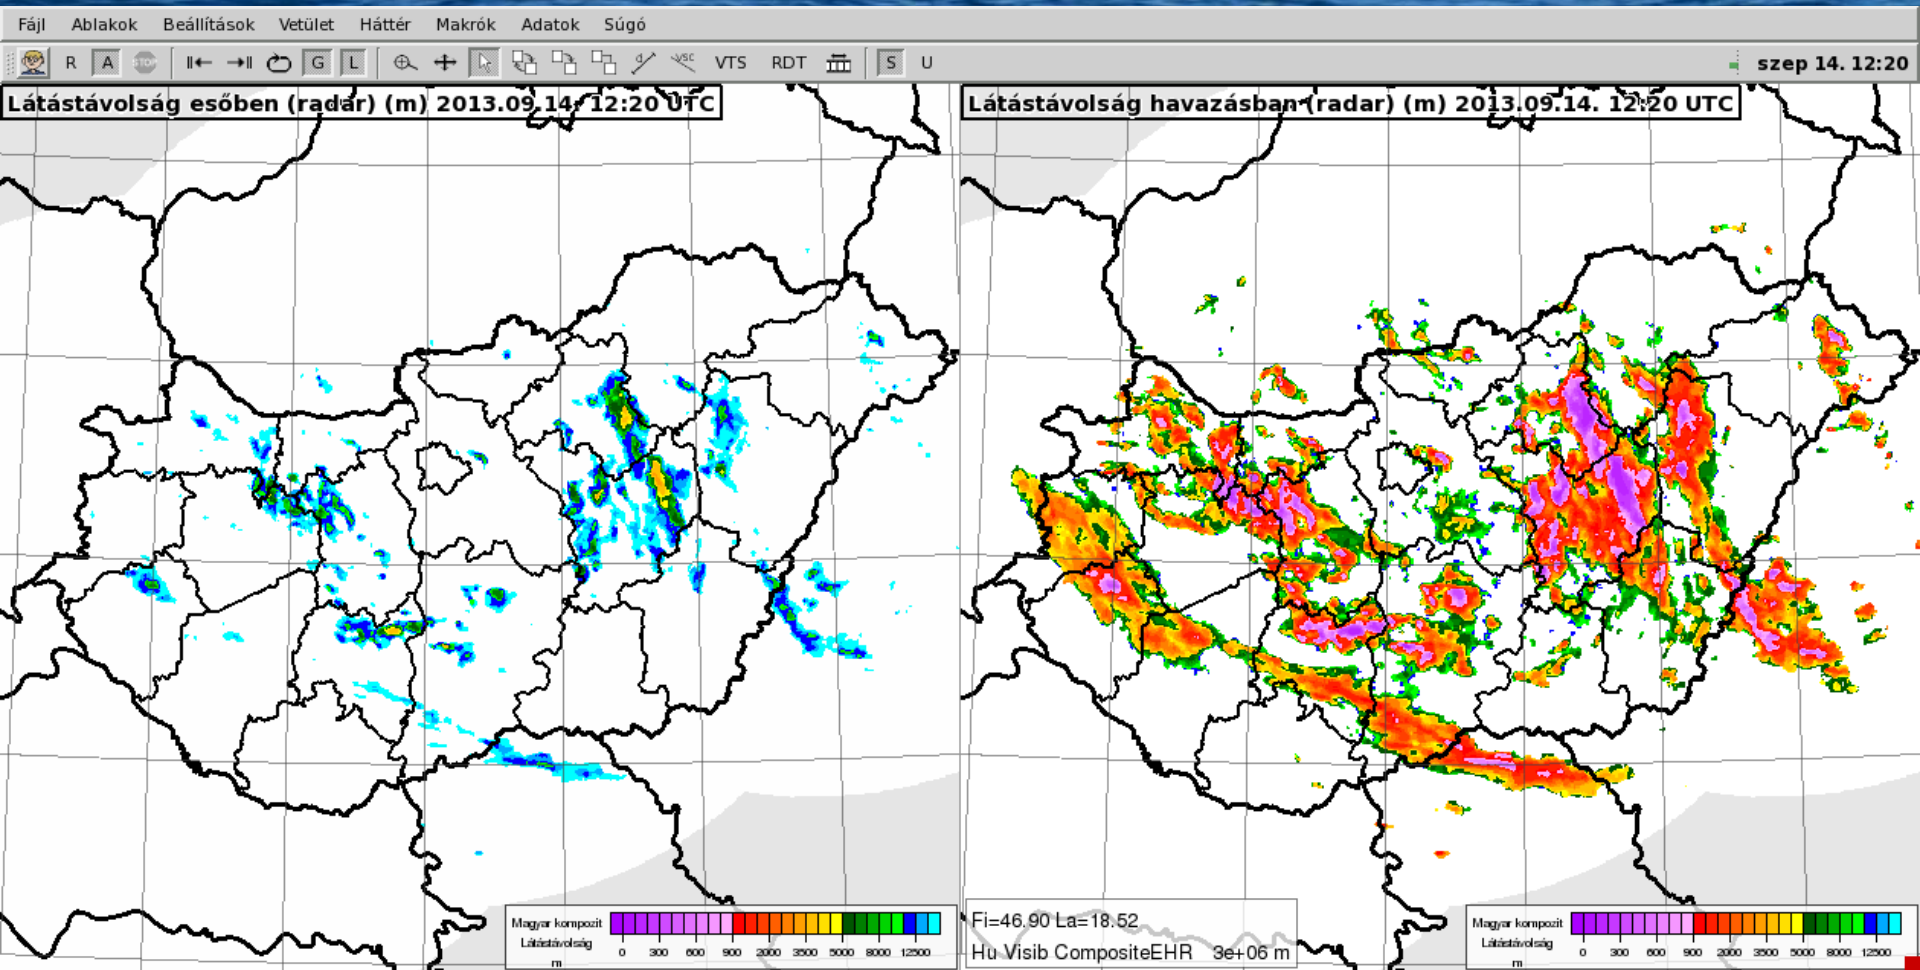 Fájl Ablakok Beállítások Vetület Háttér Makrók Adatok Súgó
R A STOP G L VSC VTS RDT S U szep 14. 12:20
Látástávolság esőben (radar) (m) 2013.09.14. 12:20 UTC
Látástávolság havazásban (radar) (m) 2013.09.14. 12:20 UTC
Magyar kompozit
Látástávolság
m
0 300 600 900 2000 3500 5000 8000 12500
Fi=46.90 La=18.52
Hu Visib CompositeEHR 3e+06 m
Magyar kompozit
Látástávolság
m
0 300 600 900 2000 3500 5000 8000 12500